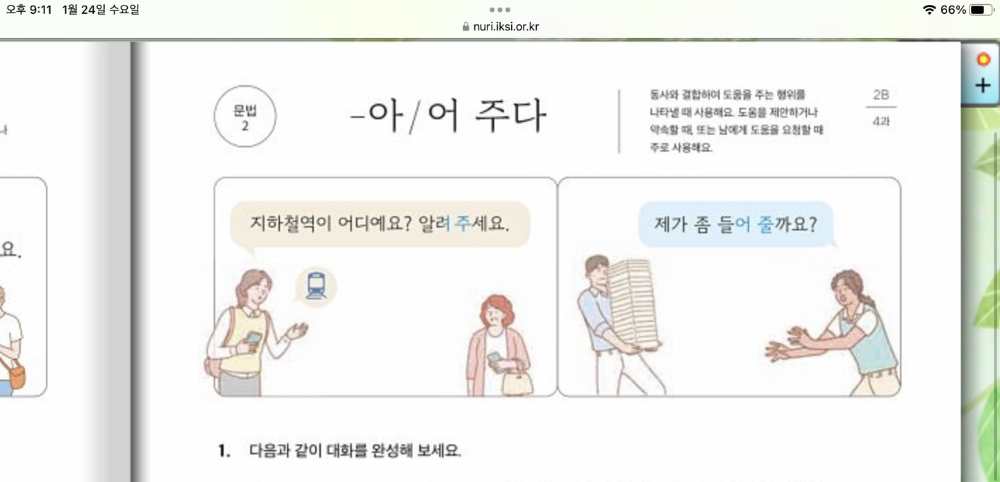 오후 9:11 1월 24일 수요일
66%
nuri.iksi.or.kr
문법
2
-아/어 주다
동사와 결합하여 도움을 주는 행위를
나타낼 때 사용해요. 도움을 제안하거나
약속할 때, 또는 남에게 도움을 요청할 때
주로 사용해요.
2B
4과
나
요.
지하철역이 어디예요? 알려 주세요.
제가 좀 들어 줄까요?
1. 다음과 같이 대화를 완성해 보세요.